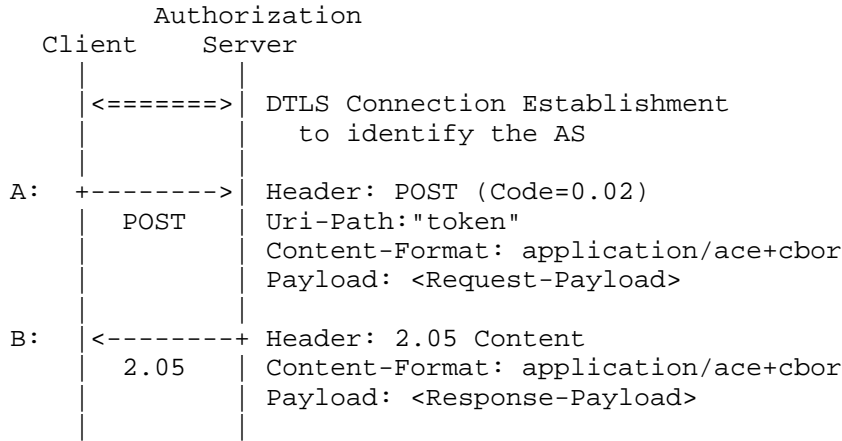 Authorization
Client Server
<=======> DTLS Connection Establishment
to identify the AS
A: +--------> Header: POST (Code=0.02)
POST Uri-Path:"token"
Content-Format: application/ace+cbor
Payload: <Request-Payload>
B: <--------+ Header: 2.05 Content
2.05 Content-Format: application/ace+cbor
Payload: <Response-Payload>